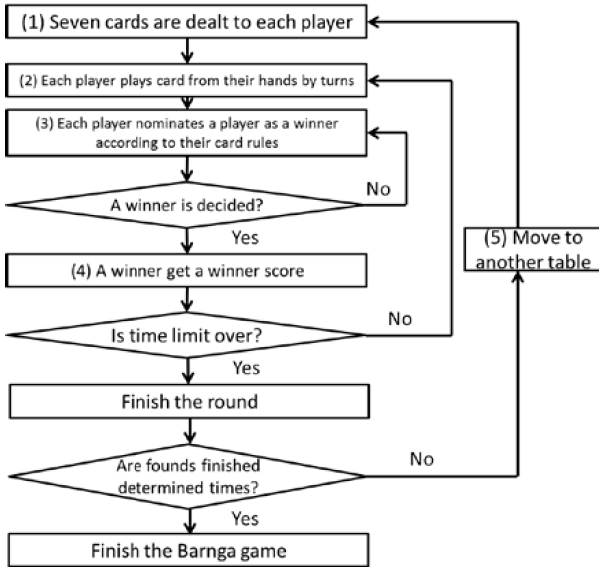 (1) Seven cards are dealt to each player
(2) Each player plays card from their hands by turns
(3) Each player nominates a player as a winner
according to their card rules
No
A winner is decided?
Yes
(5) Move to
another table
(4) A winner get a winner score
No
Is time limit over?
Yes
Finish the round
No
Are founds finished
determined times?
Yes
Finish the Barnga game